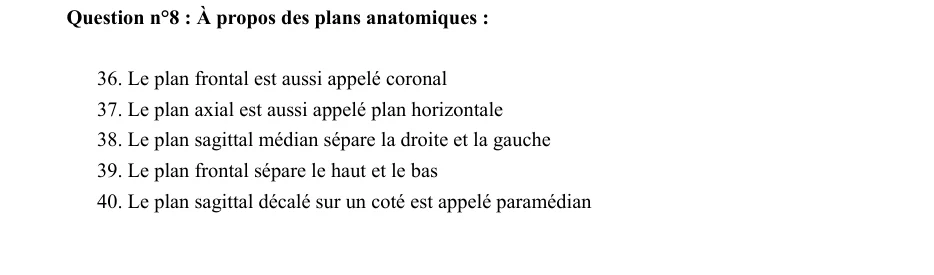 Question n°8 : À propos des plans anatomiques :
36. Le plan frontal est aussi appelé coronal
37. Le plan axial est aussi appelé plan horizontale
38. Le plan sagittal médian sépare la droite et la gauche
39. Le plan frontal sépare le haut et le bas
40. Le plan sagittal décalé sur un coté est appelé paramédian